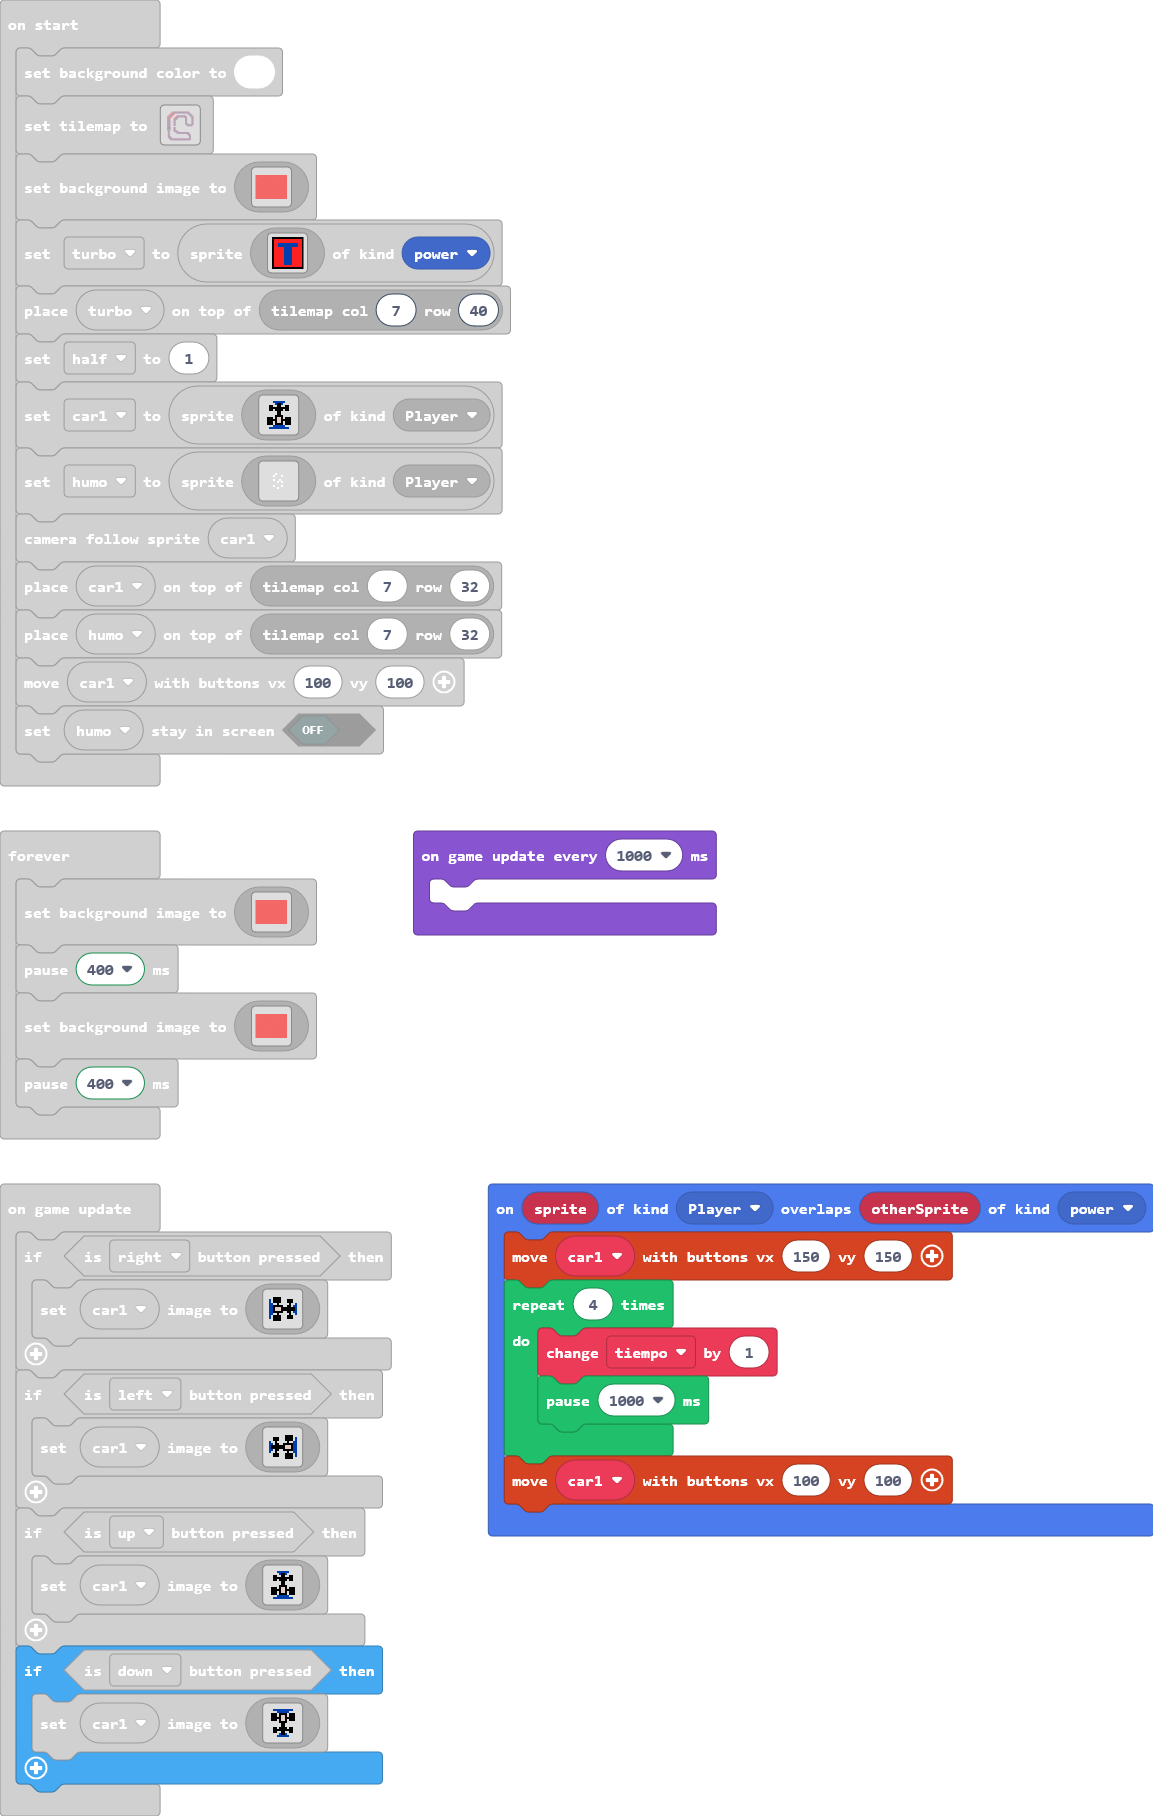 on start
set background color to
set tilemap to
set background image to
set turbo to sprite T of kind power
place turbo on top of tilemap col 7 row 40
set half to 1
set car1 to sprite of kind Player
set humo to sprite of kind Player
camera follow sprite car1
place car1 on top of tilemap col 7 row 32
place humo on top of tilemap col 7 row 32
move car1 with buttons vx 100 vy 100
set humo stay in screen OFF
forever
set background image to
pause 400 ms
set background image to
pause 400 ms
on game update every 1000 ms
on game update
if is right button pressed then
set car1 image to
if is left button pressed then
set car1 image to
if is up button pressed then
set car1 image to
if is down button pressed then
set car1 image to
on sprite of kind Player overlaps otherSprite of kind power
move car1 with buttons vx 150 vy 150
repeat 4 times
do
change tiempo by 1
pause 1000 ms
move car1 with buttons vx 100 vy 100